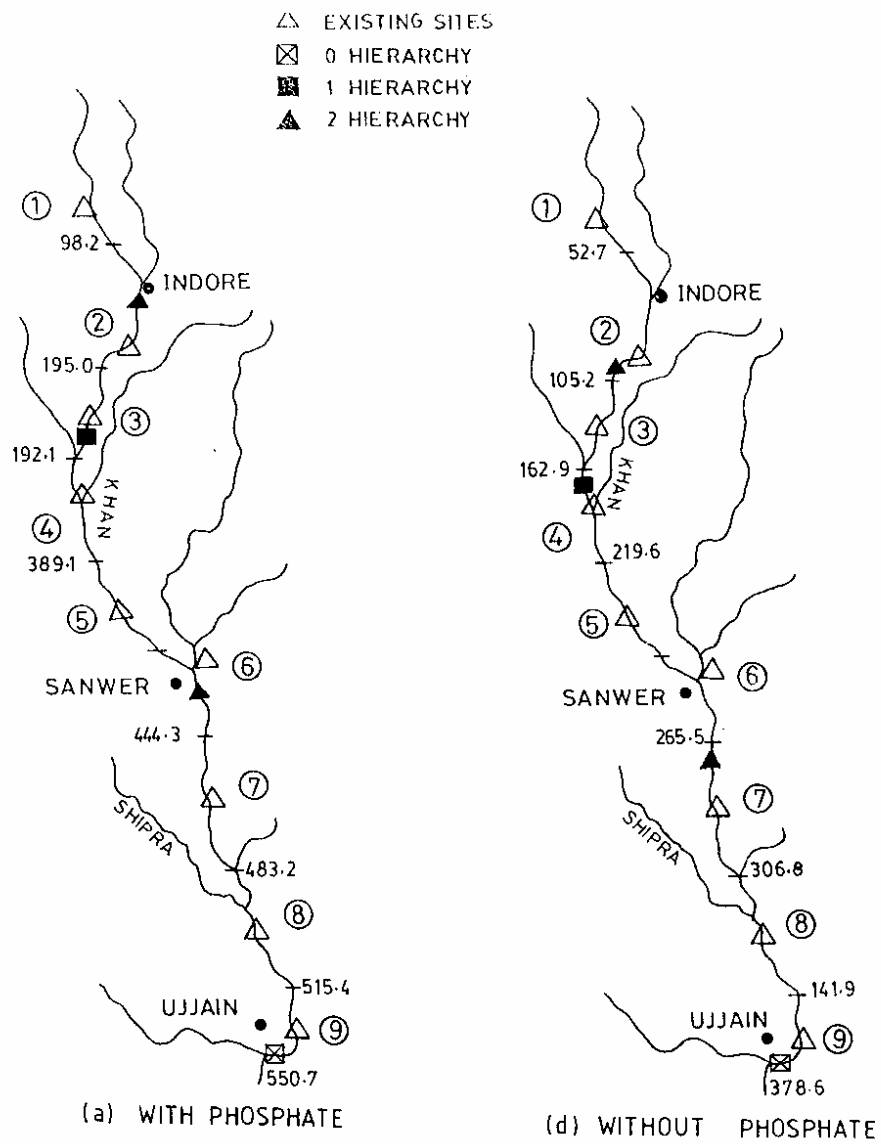 EXISTING SITES
0 HIERARCHY
1 HIERARCHY
2 HIERARCHY
1
98.2
INDORE
2
195.0
3
192.1
KHAN
4
389.1
5
6
SANWER
444.3
7
SHIPRA
483.2
8
515.4
UJJAIN
9
550.7
(a) WITH PHOSPHATE
1
52.7
INDORE
2
105.2
3
162.9
KHAN
4
219.6
5
6
SANWER
265.5
7
SHIPRA
306.8
8
141.9
UJJAIN
9
378.6
(d) WITHOUT PHOSPHATE